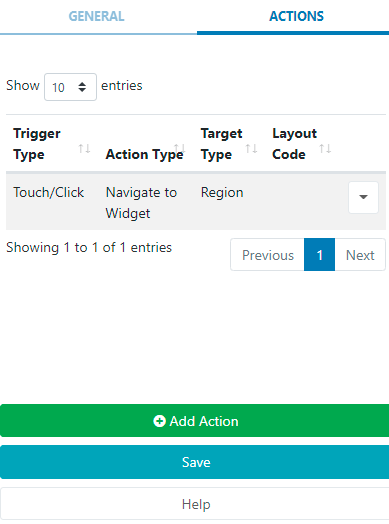 GENERAL ACTIONS
Show 10 entries
Trigger Type Action Type Target Type Layout Code
Touch/Click Navigate to Widget Region
Showing 1 to 1 of 1 entries
Previous 1 Next
Add Action
Save
Help